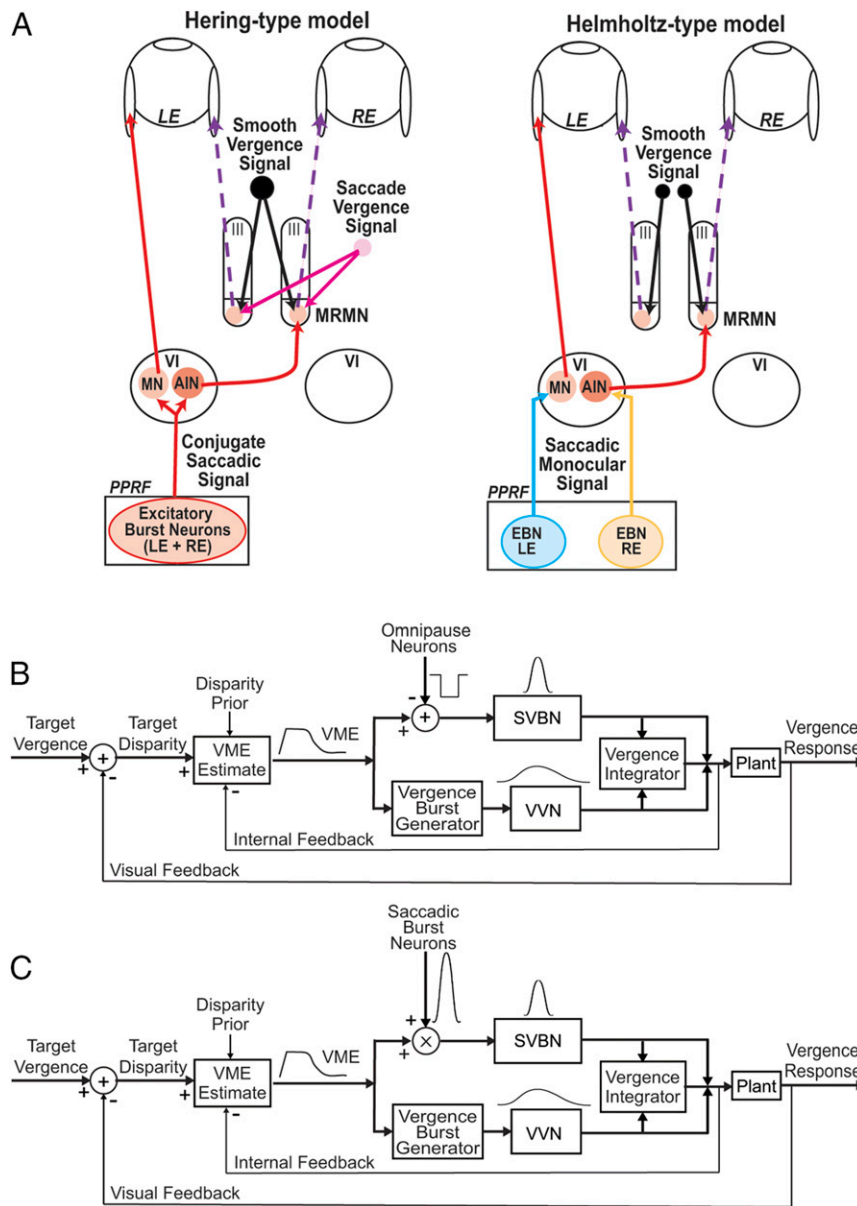 A
Hering-type model
LE
RE
Smooth
Vergence
Signal
Saccade
Vergence
Signal
III
III
MRMN
VI
MN
AIN
VI
Conjugate
Saccadic
Signal
PPRF
Excitatory
Burst Neurons
(LE + RE)
Helmholtz-type model
LE
RE
Smooth
Vergence
Signal
III
III
MRMN
VI
MN
AIN
VI
Saccadic
Monocular
Signal
PPRF
EBN
LE
EBN
RE
B
Omnipause
Neurons
Disparity
Prior
Target
Vergence
Target
Disparity
VME
Estimate
VME
SVBN
Vergence
Integrator
Plant
Vergence
Response
Vergence
Burst
Generator
VVN
Internal Feedback
Visual Feedback
+
+
-
+
-
-
+
+
C
Saccadic
Burst
Neurons
Disparity
Prior
Target
Vergence
Target
Disparity
VME
Estimate
VME
SVBN
Vergence
Integrator
Plant
Vergence
Response
Vergence
Burst
Generator
VVN
Internal Feedback
Visual Feedback
+
+
-
+
-
+
×
+